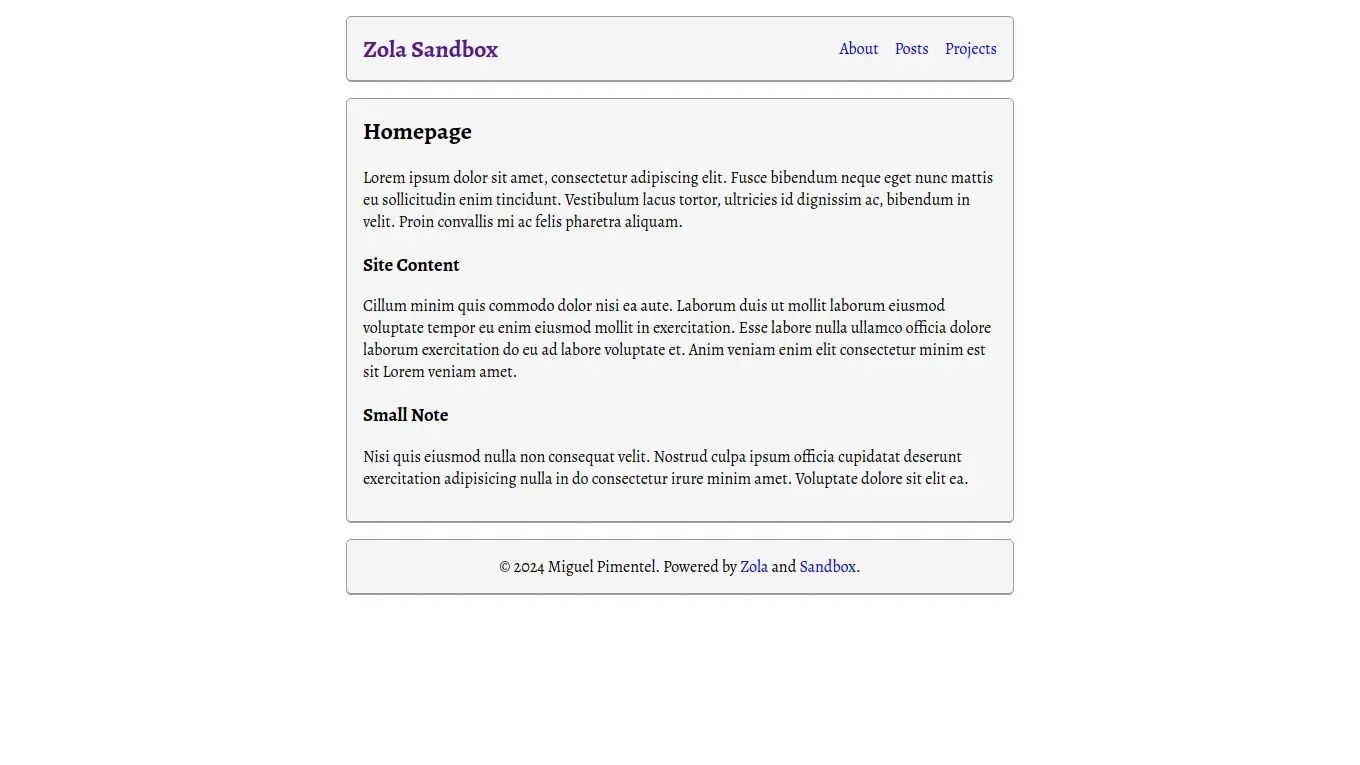 Zola Sandbox
About Posts Projects
Homepage
Lorem ipsum dolor sit amet, consectetur adipiscing elit. Fusce bibendum neque eget nunc mattis
eu sollicitudin enim tincidunt. Vestibulum lacus tortor, ultricies id dignissim ac, bibendum in
velit. Proin convallis mi ac felis pharetra aliquam.
Site Content
Cillum minim quis commodo dolor nisi ea aute. Laborum duis ut mollit laborum eiusmod
voluptate tempor eu enim eiusmod mollit in exercitation. Esse labore nulla ullamco officia dolore
laborum exercitation do eu ad labore voluptate et. Anim veniam enim elit consectetur minim est
sit Lorem veniam amet.
Small Note
Nisi quis eiusmod nulla non consequat velit. Nostrud culpa ipsum officia cupidatat deserunt
exercitation adipisicing nulla in do consectetur irure minim amet. Voluptate dolore sit elit ea.
© 2024 Miguel Pimentel. Powered by Zola and Sandbox.